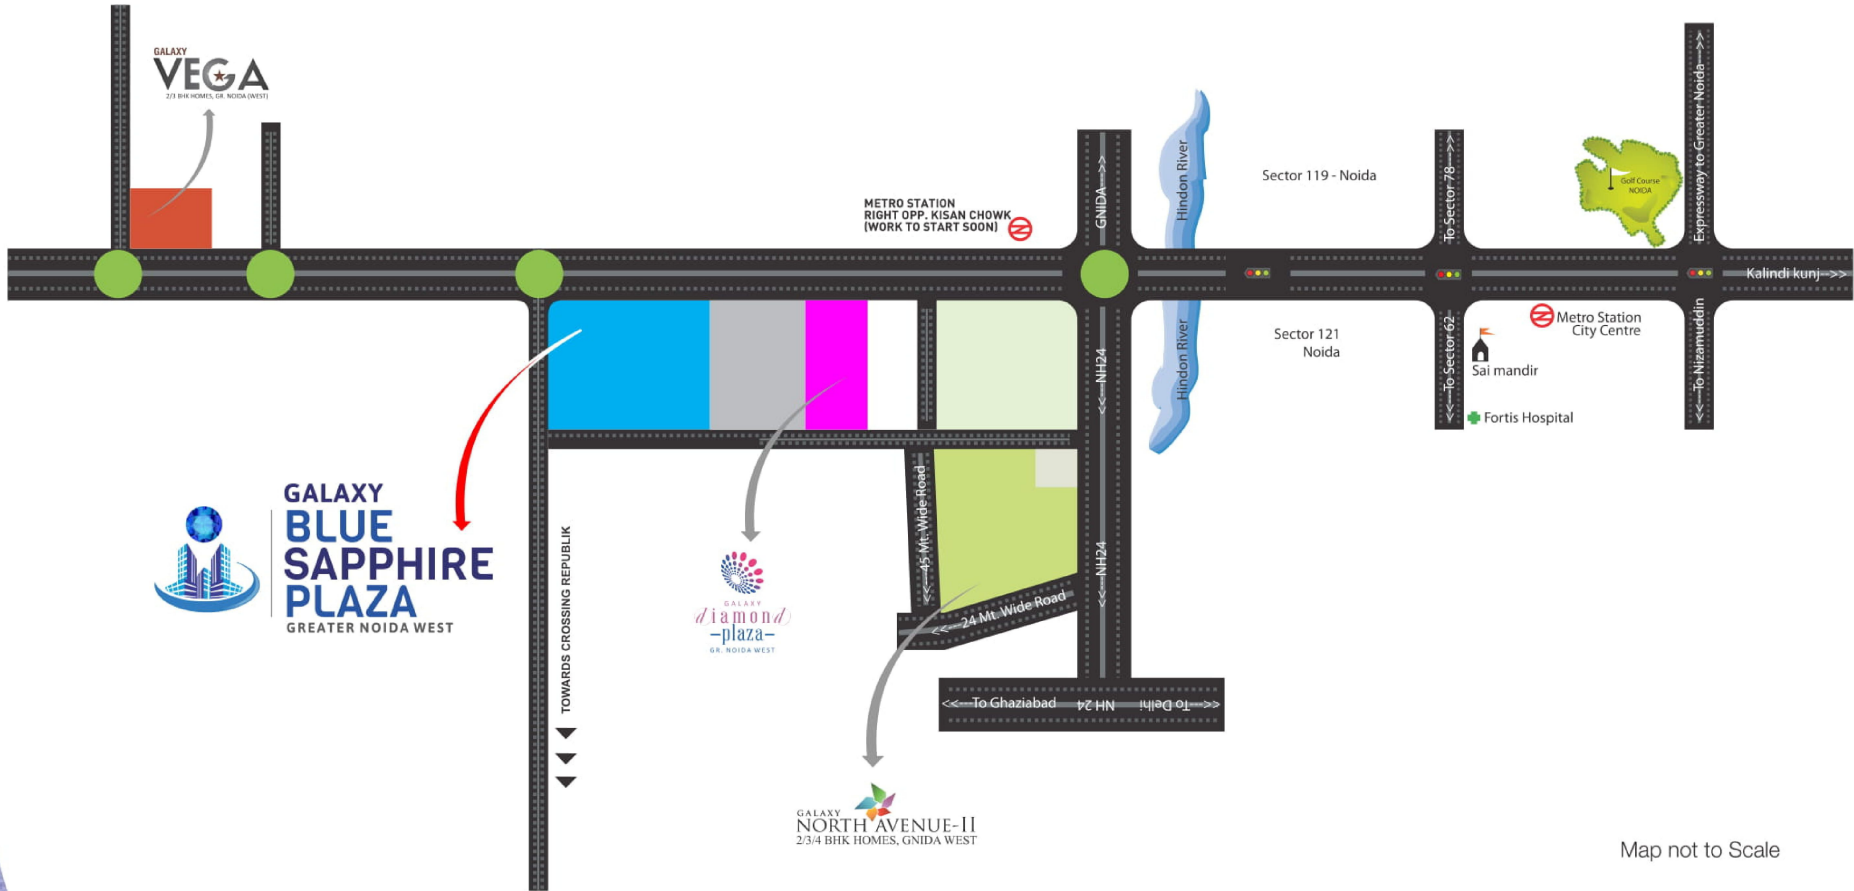 GALAXY
VEGA
2/3 BHK HOMES, GR. NOIDA (WEST)
METRO STATION
RIGHT OPP. KISAN CHOWK
(WORK TO START SOON)
GNIDA--->>
Hindon River
Sector 119 - Noida
To Sector 78--->>
Golf Course
NOIDA
Expressway to Greater Noida--->>
Kalindi kunj-->>
<<---NH24
Hindon River
Sector 121
Noida
<<---To Sector 62
Metro Station
City Centre
Sai mandir
Fortis Hospital
<<---To Nizamuddin
GALAXY
BLUE
SAPPHIRE
PLAZA
GREATER NOIDA WEST
TOWARDS CROSSING REPUBLIK
GALAXY
diamond
-plaza-
GR. NOIDA WEST
<<---45 Mt. Wide Road
<<---24 Mt. Wide Road
<<---NH24
<<---To Ghaziabad
NH 24
To Delhi--->>
GALAXY
NORTH AVENUE-II
2/3/4 BHK HOMES, GNIDA WEST
Map not to Scale